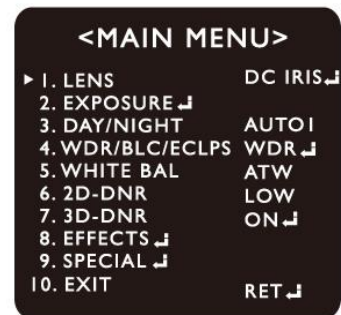 <MAIN MENU>
▶ 1. LENS DC IRIS↲
2. EXPOSURE↲
3. DAY/NIGHT AUTO1
4. WDR/BLC/ECLPS WDR↲
5. WHITE BAL ATW
6. 2D-DNR LOW
7. 3D-DNR ON↲
8. EFFECTS↲
9. SPECIAL↲
10. EXIT RET↲